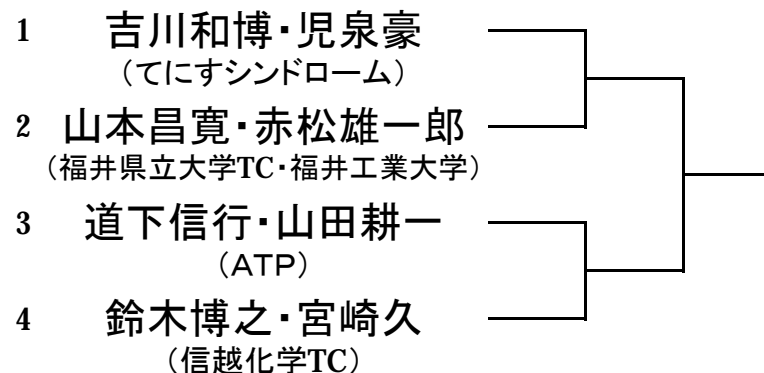 1 吉川和博・児泉豪
（てにすシンドローム）
2 山本昌寛・赤松雄一郎
（福井県立大学TC・福井工業大学）
3 道下信行・山田耕一
（ATP）
4 鈴木博之・宮崎久
（信越化学TC）